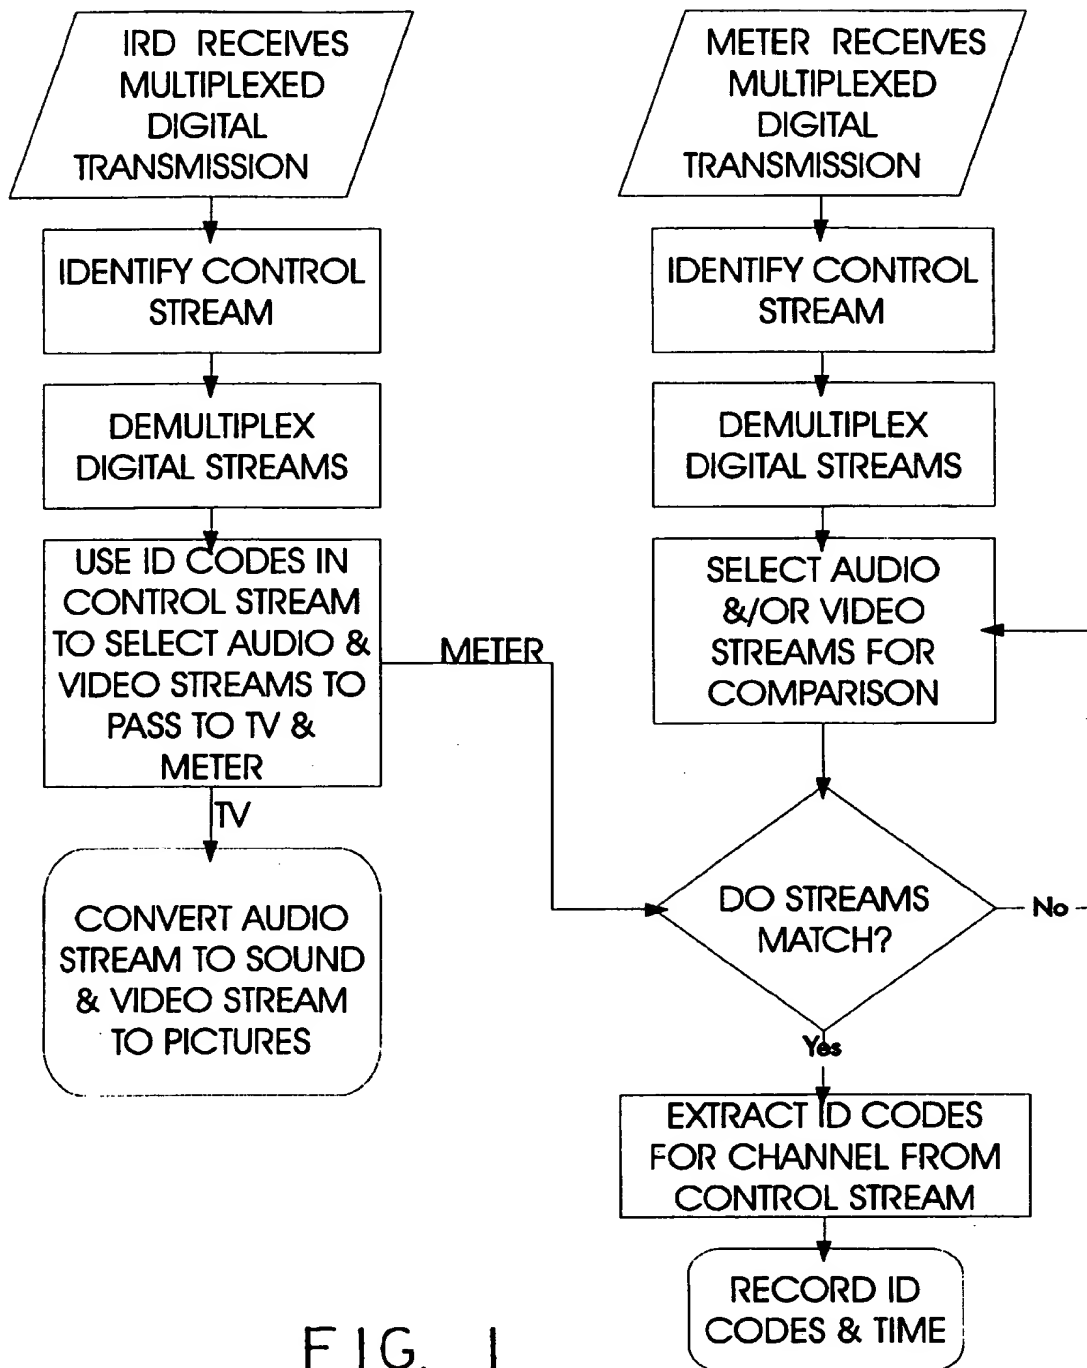 IRD RECEIVES
MULTIPLEXED
DIGITAL
TRANSMISSION
IDENTIFY CONTROL
STREAM
DEMULTIPLEX
DIGITAL STREAMS
USE ID CODES IN
CONTROL STREAM
TO SELECT AUDIO &
VIDEO STREAMS TO
PASS TO TV &
METER
METER
TV
CONVERT AUDIO
STREAM TO SOUND
& VIDEO STREAM
TO PICTURES
METER RECEIVES
MULTIPLEXED
DIGITAL
TRANSMISSION
IDENTIFY CONTROL
STREAM
DEMULTIPLEX
DIGITAL STREAMS
SELECT AUDIO
&/OR VIDEO
STREAMS FOR
COMPARISON
DO STREAMS
MATCH?
No
Yes
EXTRACT ID CODES
FOR CHANNEL FROM
CONTROL STREAM
RECORD ID
CODES & TIME
FIG. 1